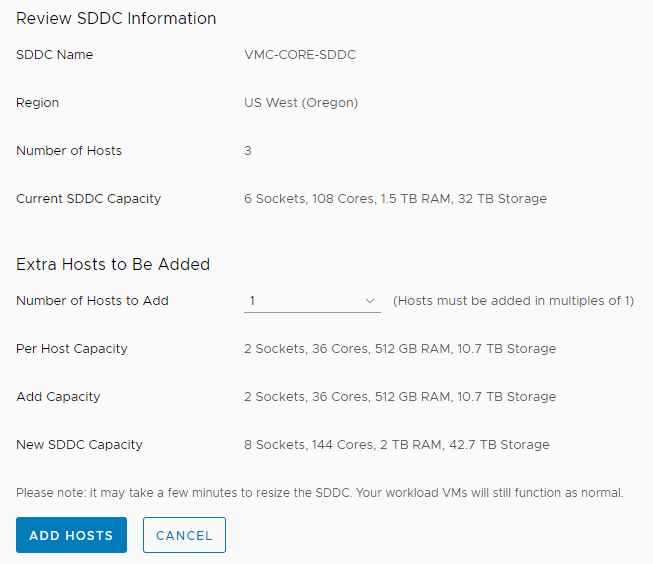 Review SDDC Information
SDDC Name VMC-CORE-SDDC
Region US West (Oregon)
Number of Hosts 3
Current SDDC Capacity 6 Sockets, 108 Cores, 1.5 TB RAM, 32 TB Storage
Extra Hosts to Be Added
Number of Hosts to Add 1 (Hosts must be added in multiples of 1)
Per Host Capacity 2 Sockets, 36 Cores, 512 GB RAM, 10.7 TB Storage
Add Capacity 2 Sockets, 36 Cores, 512 GB RAM, 10.7 TB Storage
New SDDC Capacity 8 Sockets, 144 Cores, 2 TB RAM, 42.7 TB Storage
Please note: it may take a few minutes to resize the SDDC. Your workload VMs will still function as normal.
ADD HOSTS CANCEL